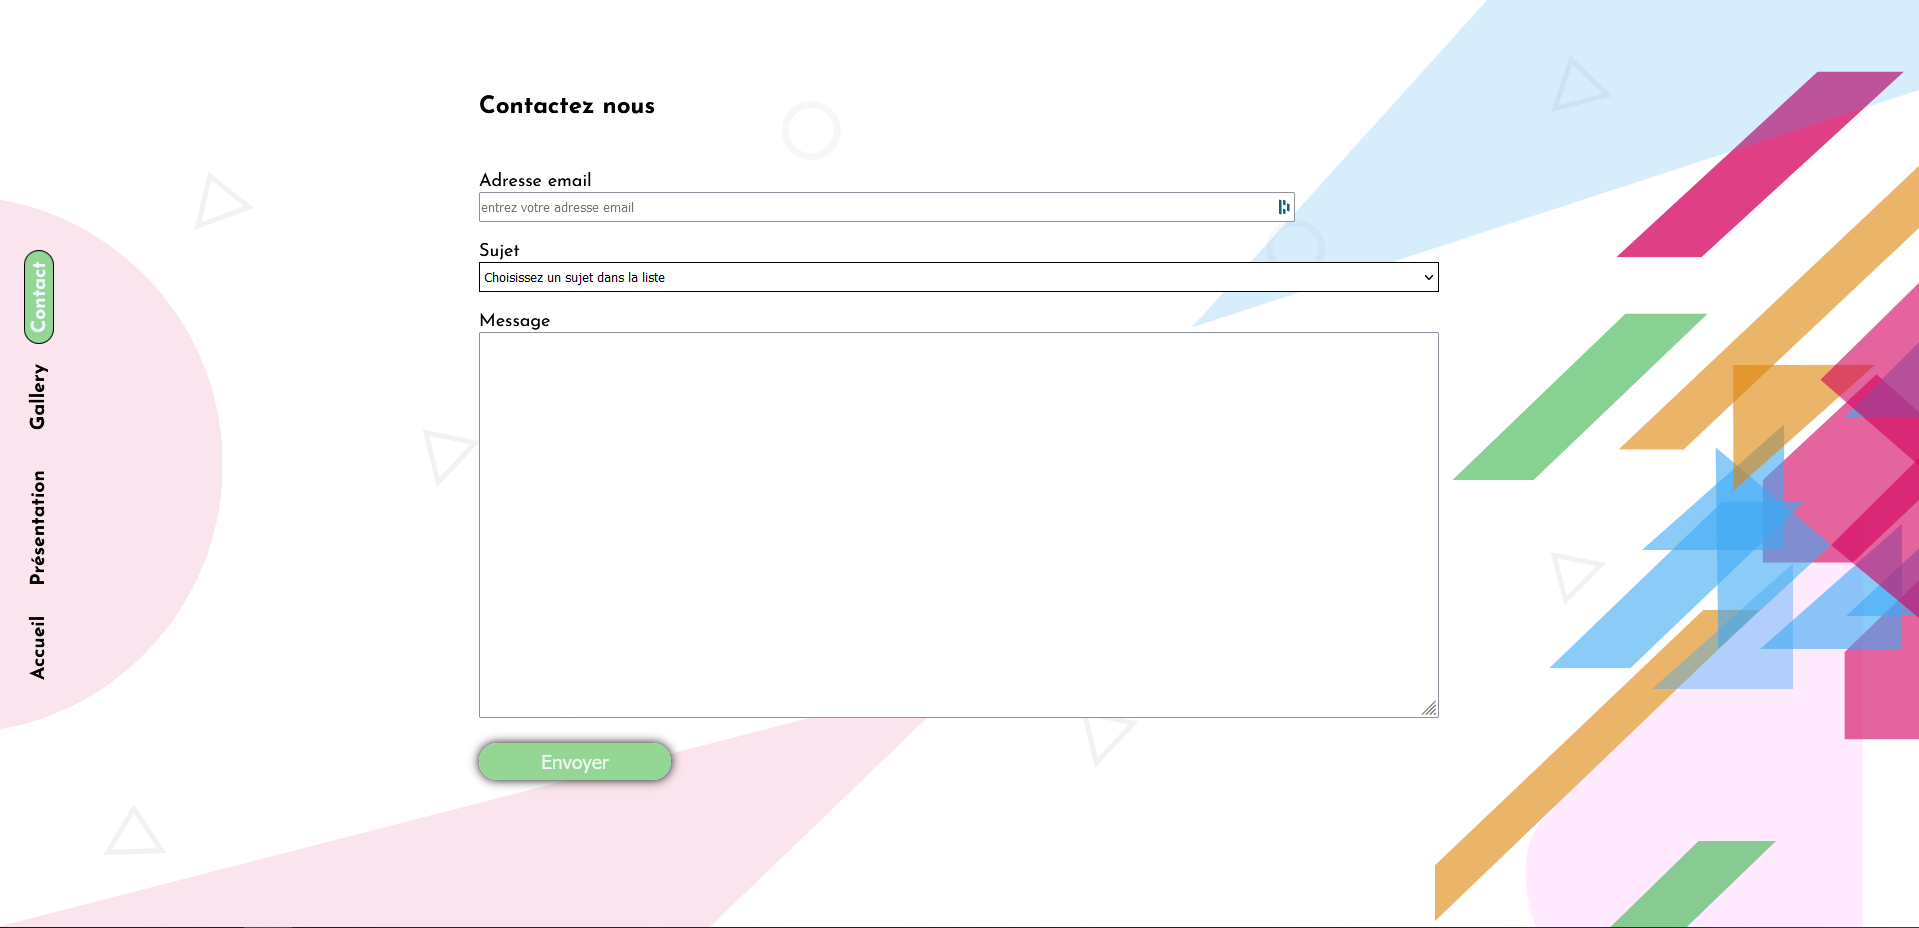 Contactez nous
Adresse email
entrez votre adresse email
Sujet
Choisissez un sujet dans la liste
Message
Envoyer
Contact
Gallery
Présentation
Accueil